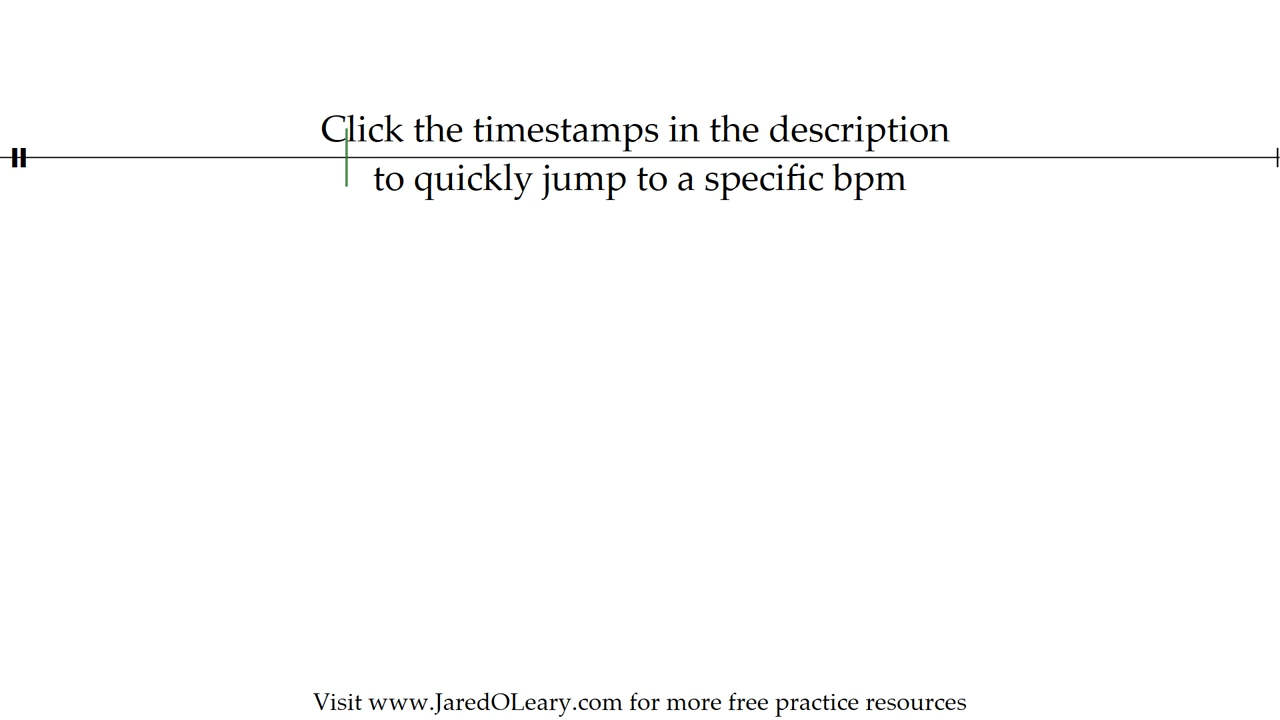 Click the timestamps in the description
to quickly jump to a specific bpm
Visit www.JaredOLeary.com for more free practice resources